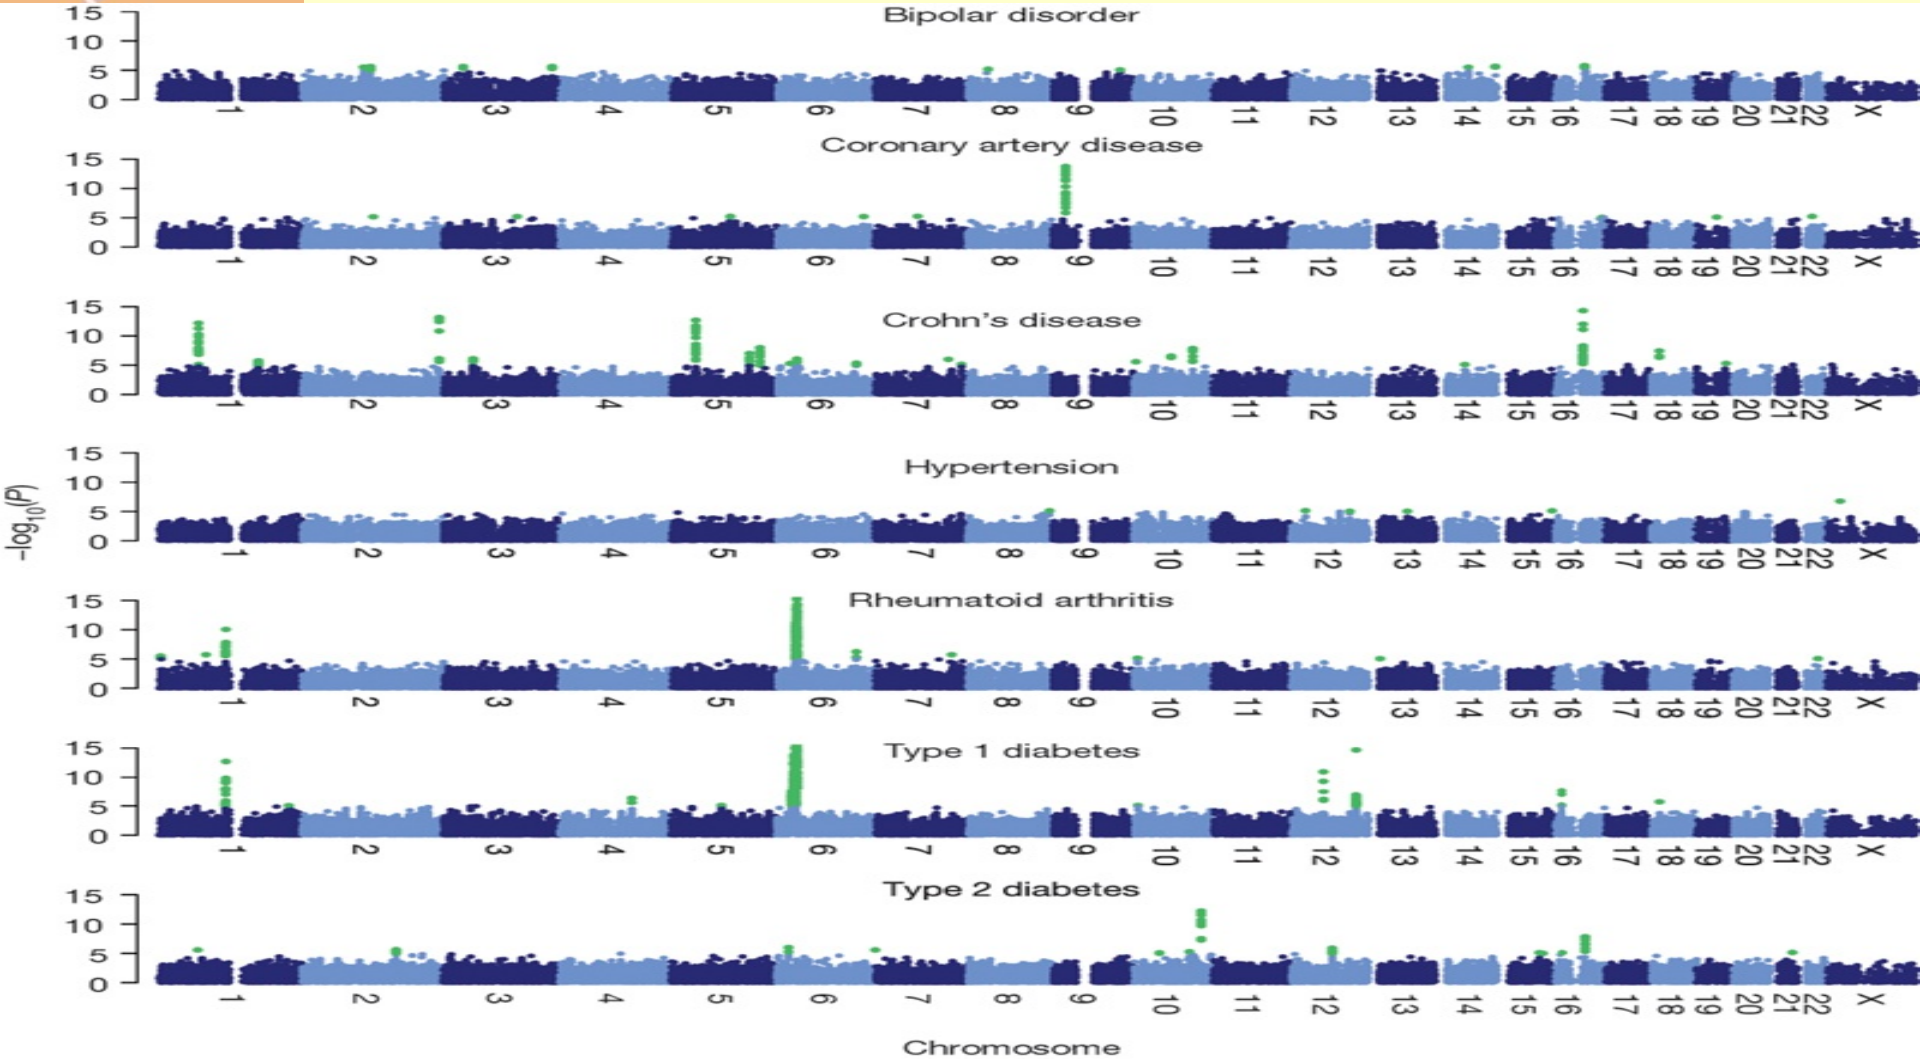 Bipolar disorder
15
10
5
0
1 2 3 4 5 6 7 8 9 10 11 12 13 14 15 16 17 18 19 20 21 22 X
Coronary artery disease
15
10
5
0
1 2 3 4 5 6 7 8 9 10 11 12 13 14 15 16 17 18 19 20 21 22 X
Crohn's disease
15
10
5
0
1 2 3 4 5 6 7 8 9 10 11 12 13 14 15 16 17 18 19 20 21 22 X
−log10(P)
Hypertension
15
10
5
0
1 2 3 4 5 6 7 8 9 10 11 12 13 14 15 16 17 18 19 20 21 22 X
Rheumatoid arthritis
15
10
5
0
1 2 3 4 5 6 7 8 9 10 11 12 13 14 15 16 17 18 19 20 21 22 X
Type 1 diabetes
15
10
5
0
1 2 3 4 5 6 7 8 9 10 11 12 13 14 15 16 17 18 19 20 21 22 X
Type 2 diabetes
15
10
5
0
1 2 3 4 5 6 7 8 9 10 11 12 13 14 15 16 17 18 19 20 21 22 X
Chromosome